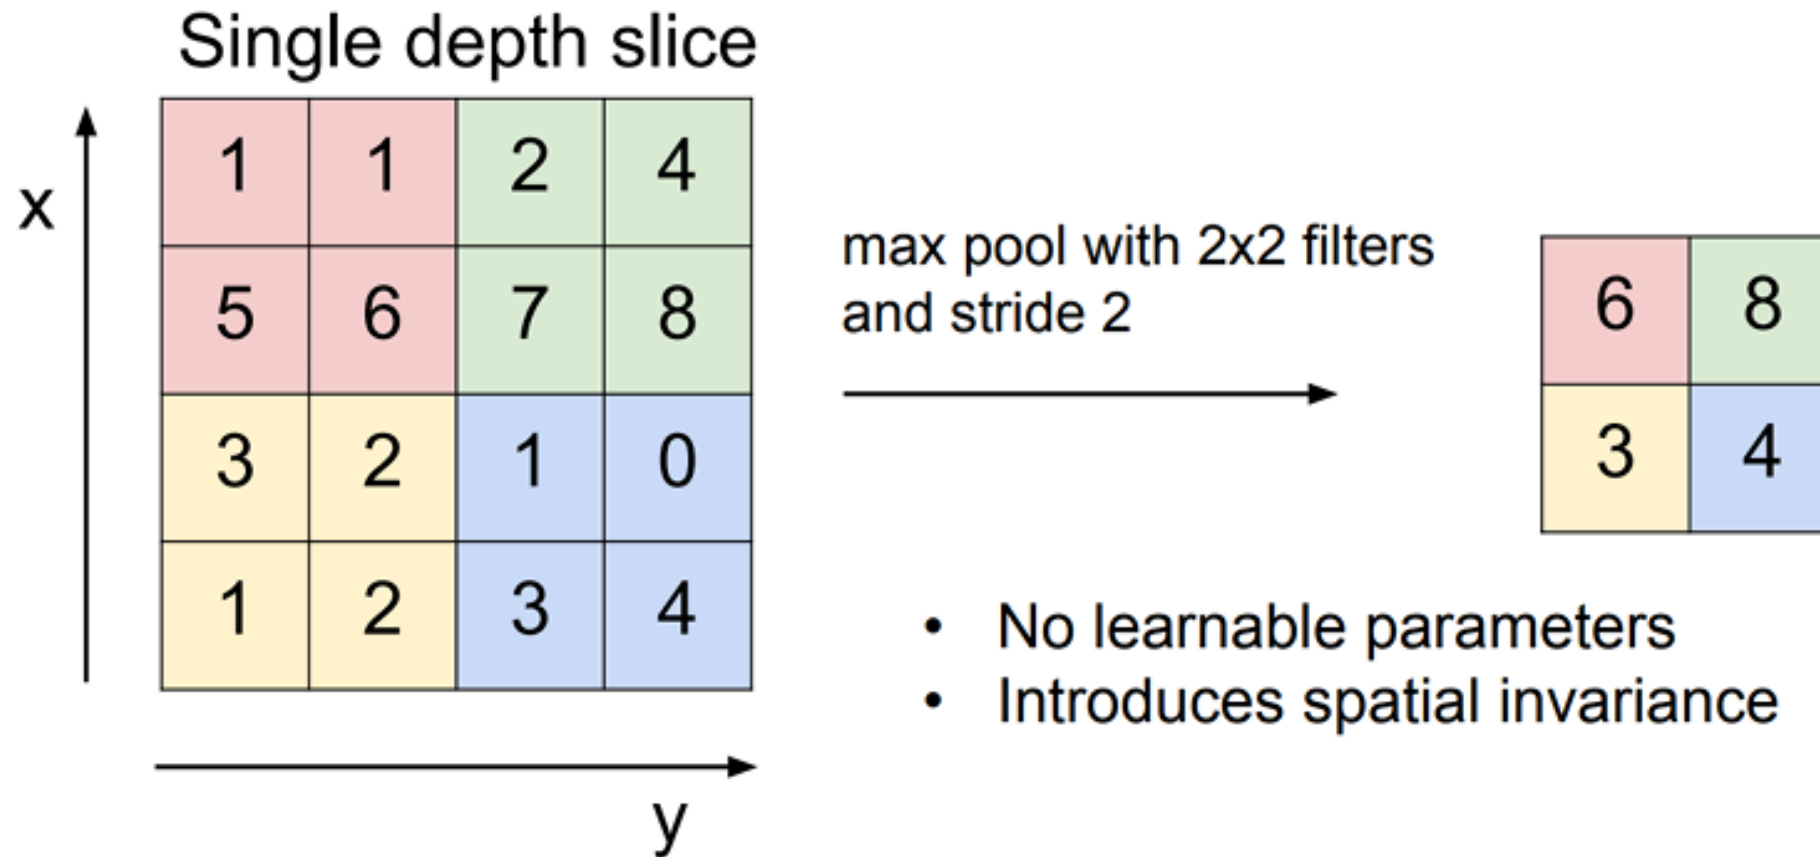 Single depth slice
x
1 1 2 4
5 6 7 8
3 2 1 0
1 2 3 4
y
max pool with 2x2 filters
and stride 2
6 8
3 4
• No learnable parameters
• Introduces spatial invariance